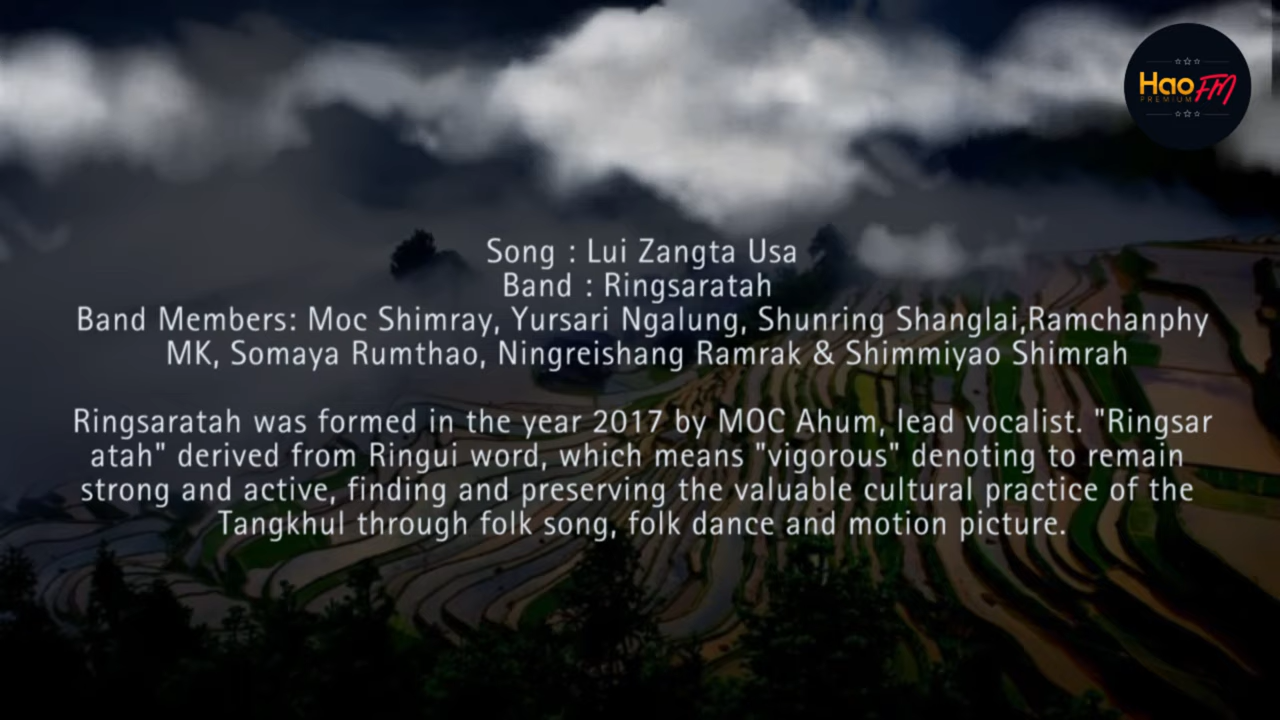 Hao FM
PREMIUM
Song : Lui Zangta Usa
Band : Ringsaratah
Band Members: Moc Shimray, Yursari Ngalung, Shunring Shanglai,Ramchanphy
MK, Somaya Rumthao, Ningreishang Ramrak & Shimmiyao Shimrah
Ringsaratah was formed in the year 2017 by MOC Ahum, lead vocalist. "Ringsar
atah" derived from Ringui word, which means "vigorous" denoting to remain
strong and active, finding and preserving the valuable cultural practice of the
Tangkhul through folk song, folk dance and motion picture.